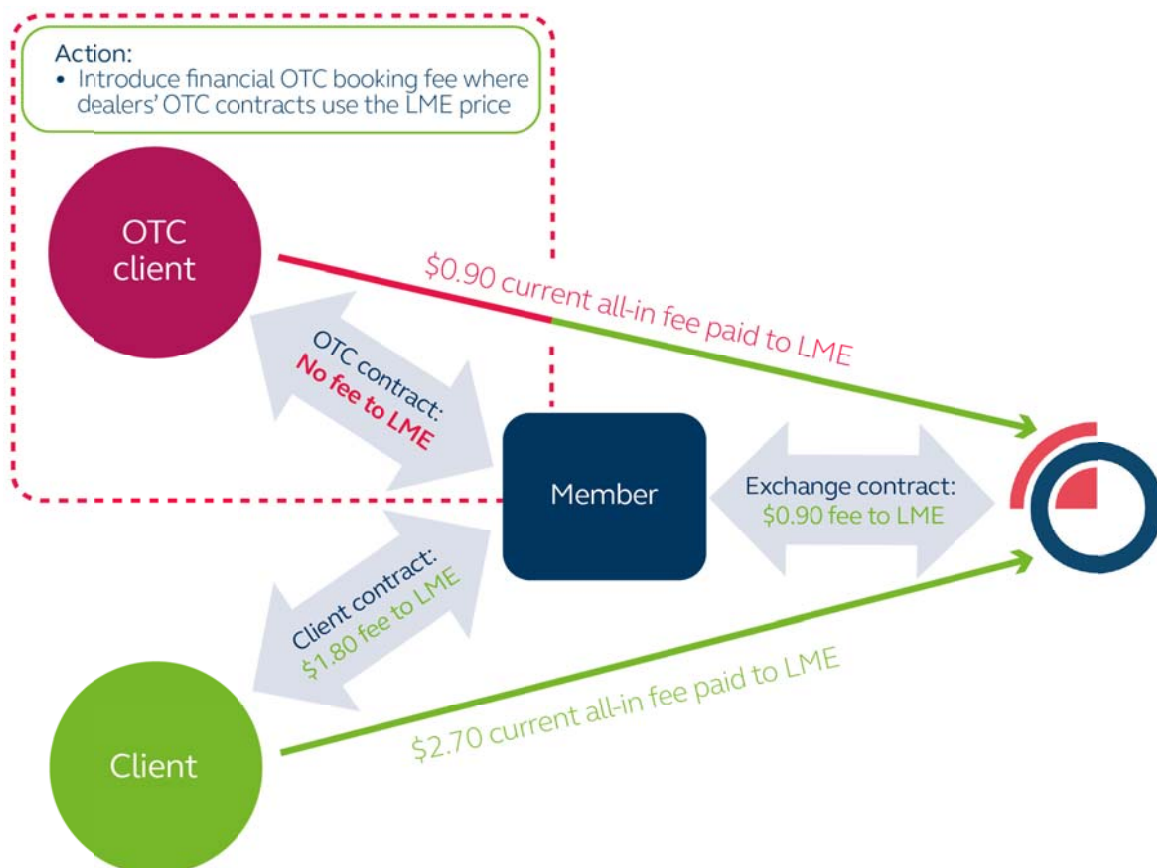 Action:
• Introduce financial OTC booking fee where
dealers’ OTC contracts use the LME price
OTC
client
$0.90 current all-in fee paid to LME
OTC contract:
No fee to LME
Member
Exchange contract:
$0.90 fee to LME
Client contract:
$1.80 fee to LME
$2.70 current all-in fee paid to LME
Client